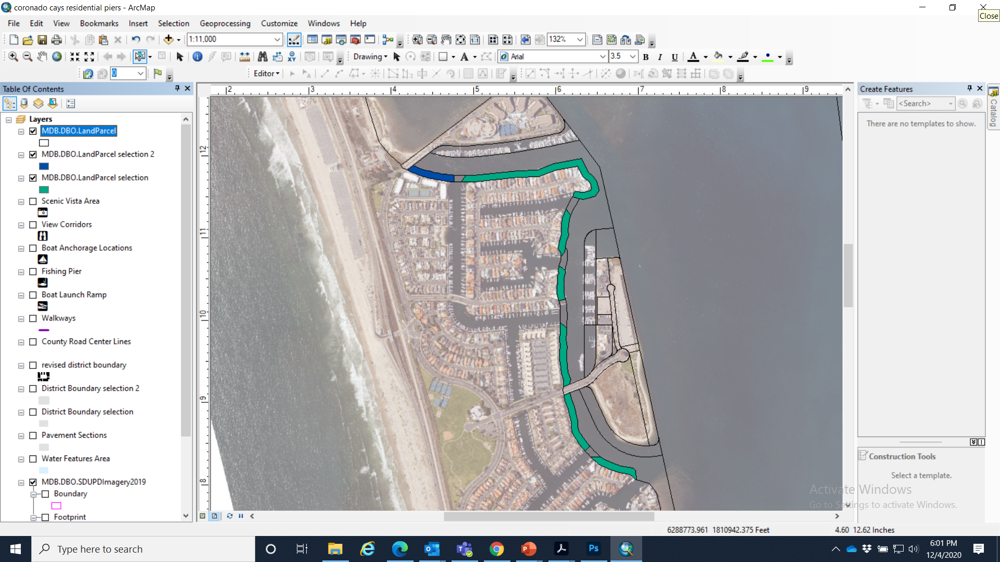 coronado cays residential piers - ArcMap
Close
File Edit View Bookmarks Insert Selection Geoprocessing Customize Windows Help
1:11,000
132%
Drawing
Arial
3.5
B I U A
0
Editor
Table Of Contents
Layers
MDB.DBO.LandParcel
MDB.DBO.LandParcel selection 2
MDB.DBO.LandParcel selection
Scenic Vista Area
View Corridors
Boat Anchorage Locations
Fishing Pier
Boat Launch Ramp
Walkways
County Road Center Lines
revised district boundary
District Boundary selection 2
District Boundary selection
Pavement Sections
Water Features Area
MDB.DBO.SDUPDImagery2019
Boundary
Footprint
2 3 4 5 6 7 8 9
12
11
10
9
8
Create Features
<Search>
There are no templates to show.
Catalog
Construction Tools
Select a template.
Activate Windows
Go to Settings to activate Windows.
6288773.961 1810942.375 Feet
4.60 12.62 Inches
Type here to search
6:01 PM
12/4/2020